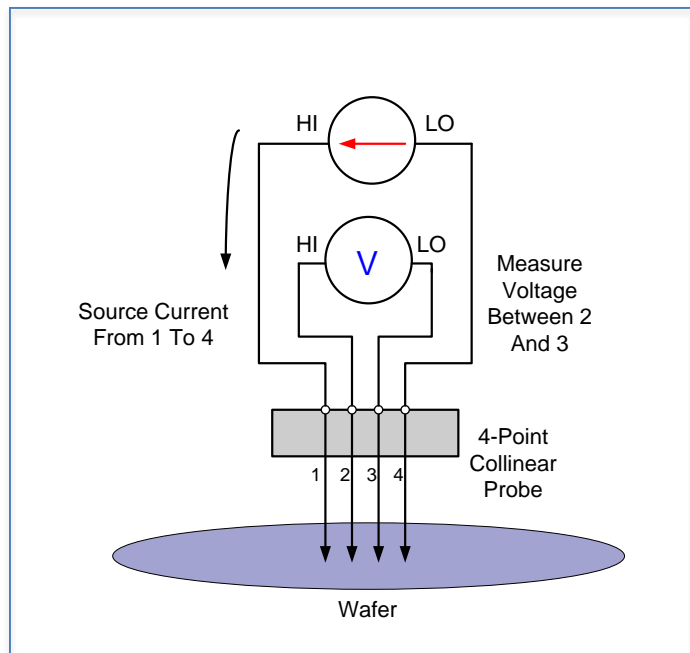 HI
LO
HI
LO
V
Source Current
From 1 To 4
Measure
Voltage
Between 2
And 3
4-Point
Collinear
Probe
1 2 3 4
Wafer